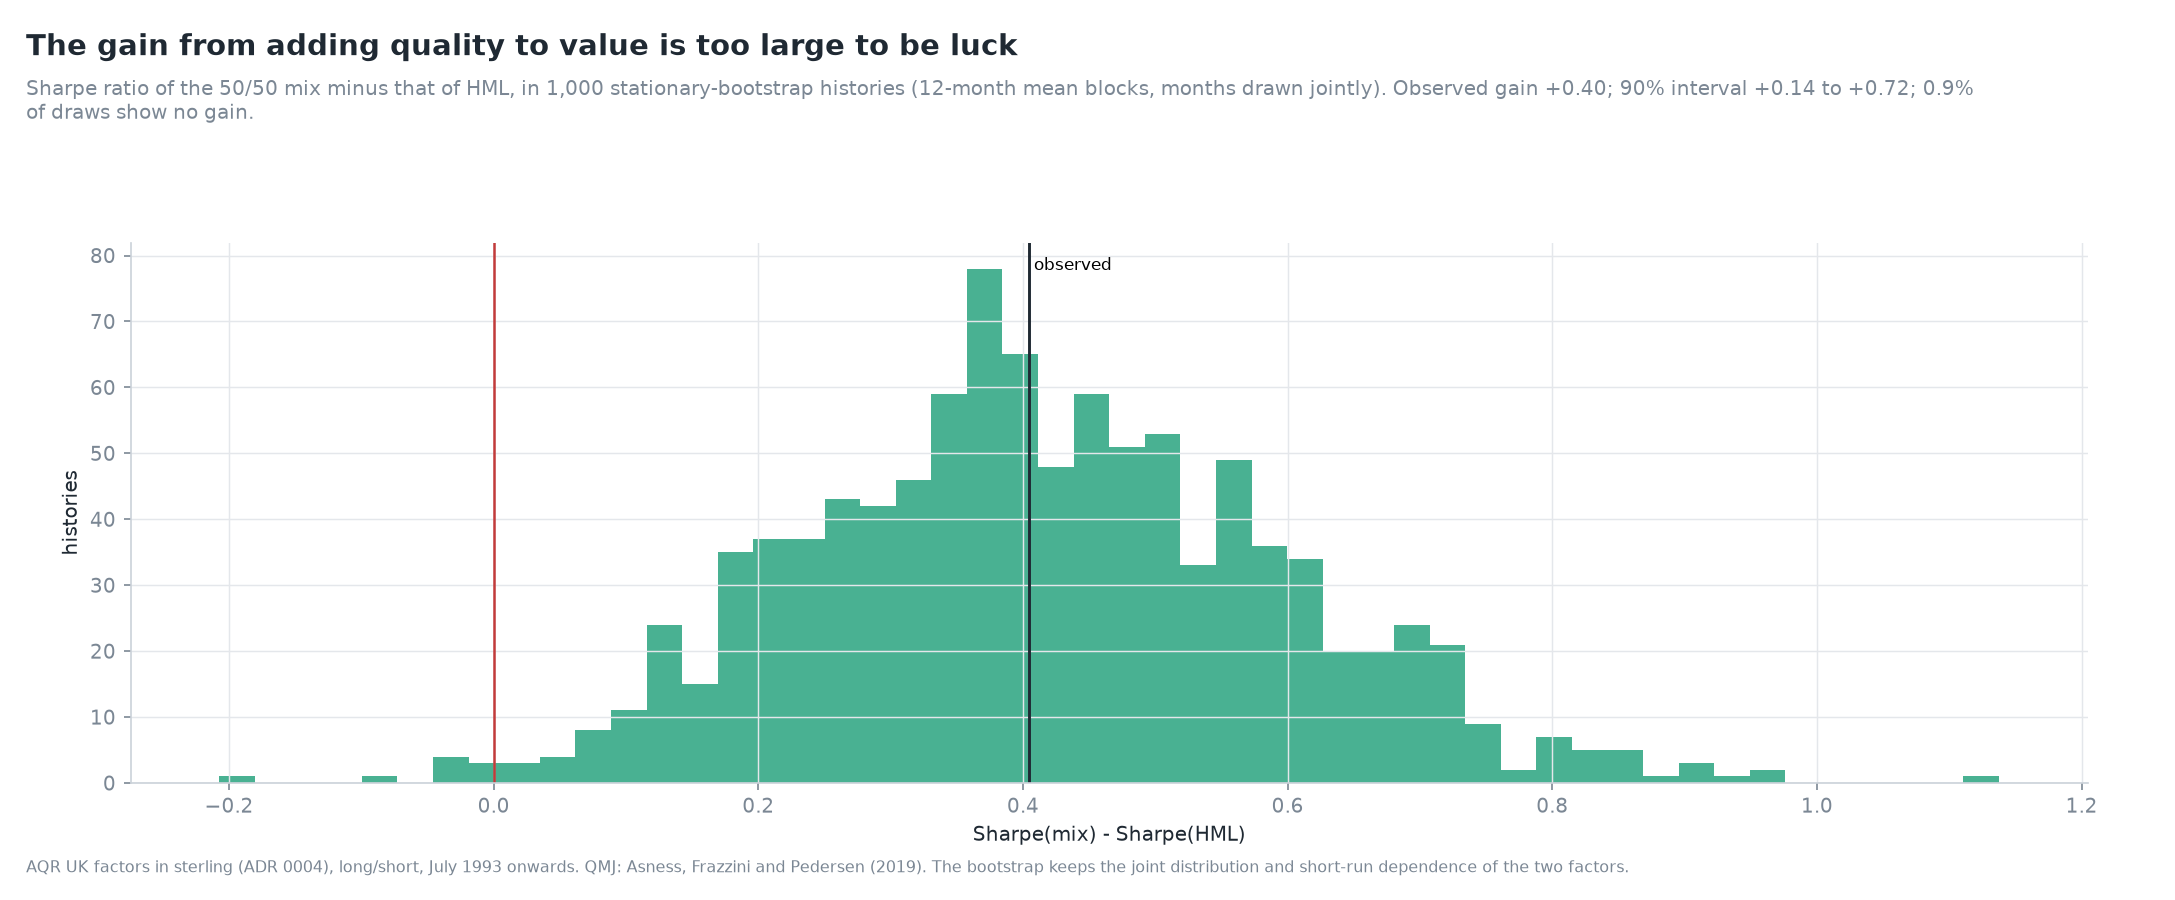 The gain from adding quality to value is too large to be luck
Sharpe ratio of the 50/50 mix minus that of HML, in 1,000 stationary-bootstrap histories (12-month mean blocks, months drawn jointly). Observed gain +0.40; 90% interval +0.14 to +0.72; 0.9%
of draws show no gain.
80
70
60
50
40
30
20
10
0
histories
observed
−0.2
0.0
0.2
0.4
0.6
0.8
1.0
1.2
Sharpe(mix) - Sharpe(HML)
AQR UK factors in sterling (ADR 0004), long/short, July 1993 onwards. QMJ: Asness, Frazzini and Pedersen (2019). The bootstrap keeps the joint distribution and short-run dependence of the two factors.